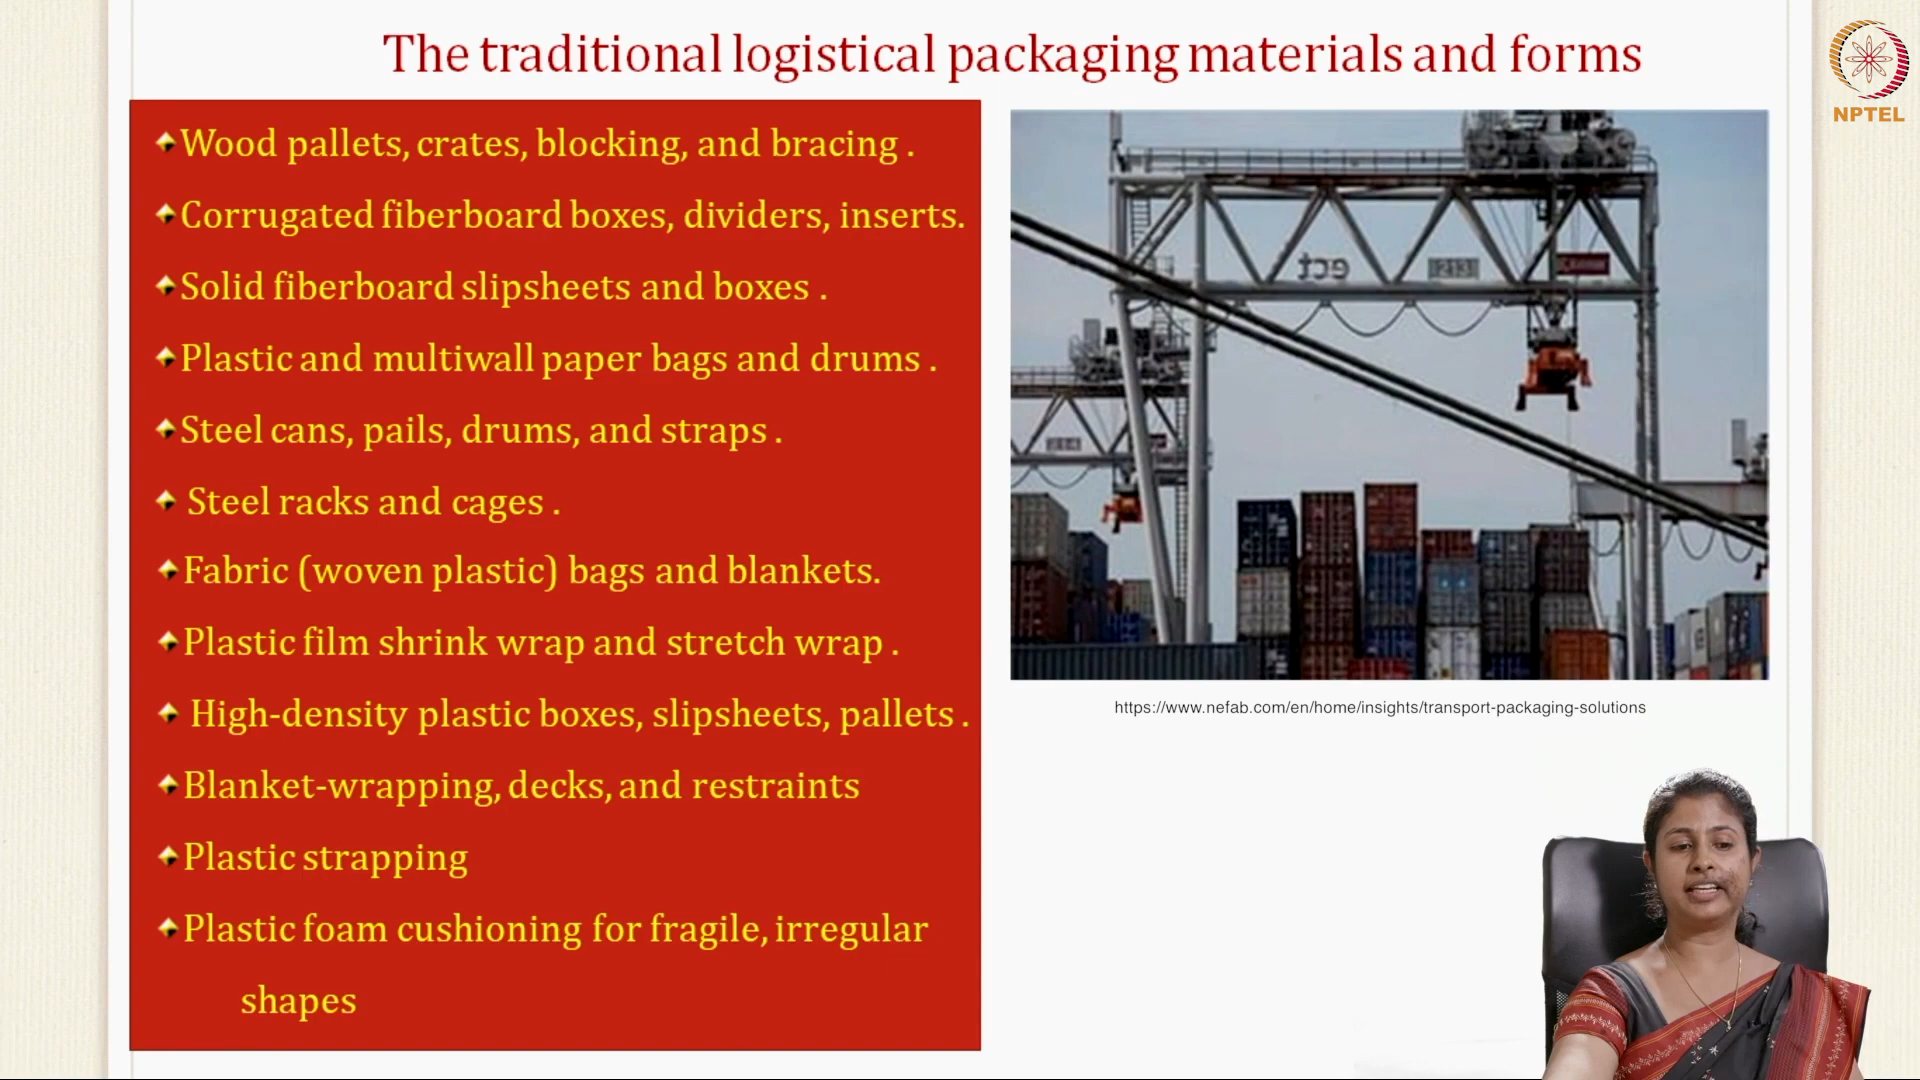 The traditional logistical packaging materials and forms
NPTEL
Wood pallets, crates, blocking, and bracing .
Corrugated fiberboard boxes, dividers, inserts.
Solid fiberboard slipsheets and boxes .
Plastic and multiwall paper bags and drums .
Steel cans, pails, drums, and straps .
Steel racks and cages .
Fabric (woven plastic) bags and blankets.
Plastic film shrink wrap and stretch wrap .
High-density plastic boxes, slipsheets, pallets .
Blanket-wrapping, decks, and restraints
Plastic strapping
Plastic foam cushioning for fragile, irregular
shapes
ect
https://www.nefab.com/en/home/insights/transport-packaging-solutions